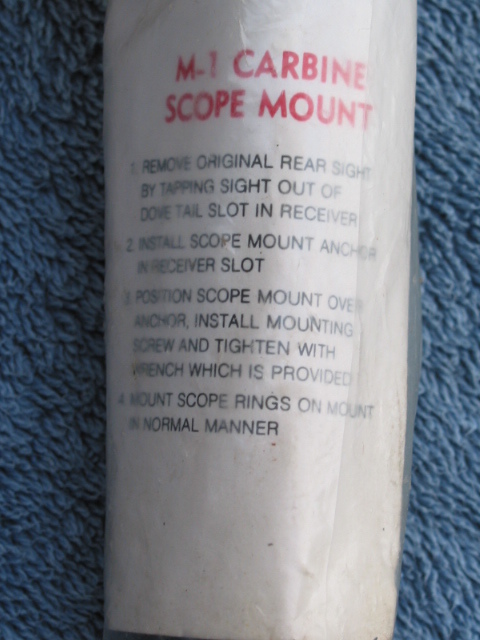 M-1 CARBINE
SCOPE MOUNT
1. REMOVE ORIGINAL REAR SIGHT
BY TAPPING SIGHT OUT OF
DOVE TAIL SLOT IN RECEIVER
2. INSTALL SCOPE MOUNT ANCHOR
IN RECEIVER SLOT
3. POSITION SCOPE MOUNT OVER
ANCHOR, INSTALL MOUNTING
SCREW AND TIGHTEN WITH
WRENCH WHICH IS PROVIDED
4. MOUNT SCOPE RINGS ON MOUNT
IN NORMAL MANNER